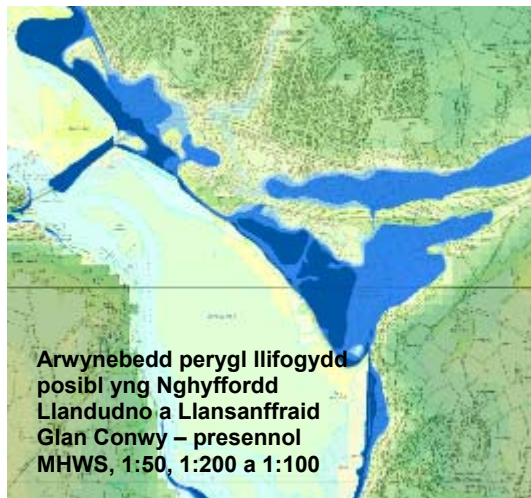 Arwynebedd perygl llifogydd
posibl yng Nghyffordd
Llandudno a Llansanffraid
Glan Conwy – presennol
MHWS, 1:50, 1:200 a 1:100